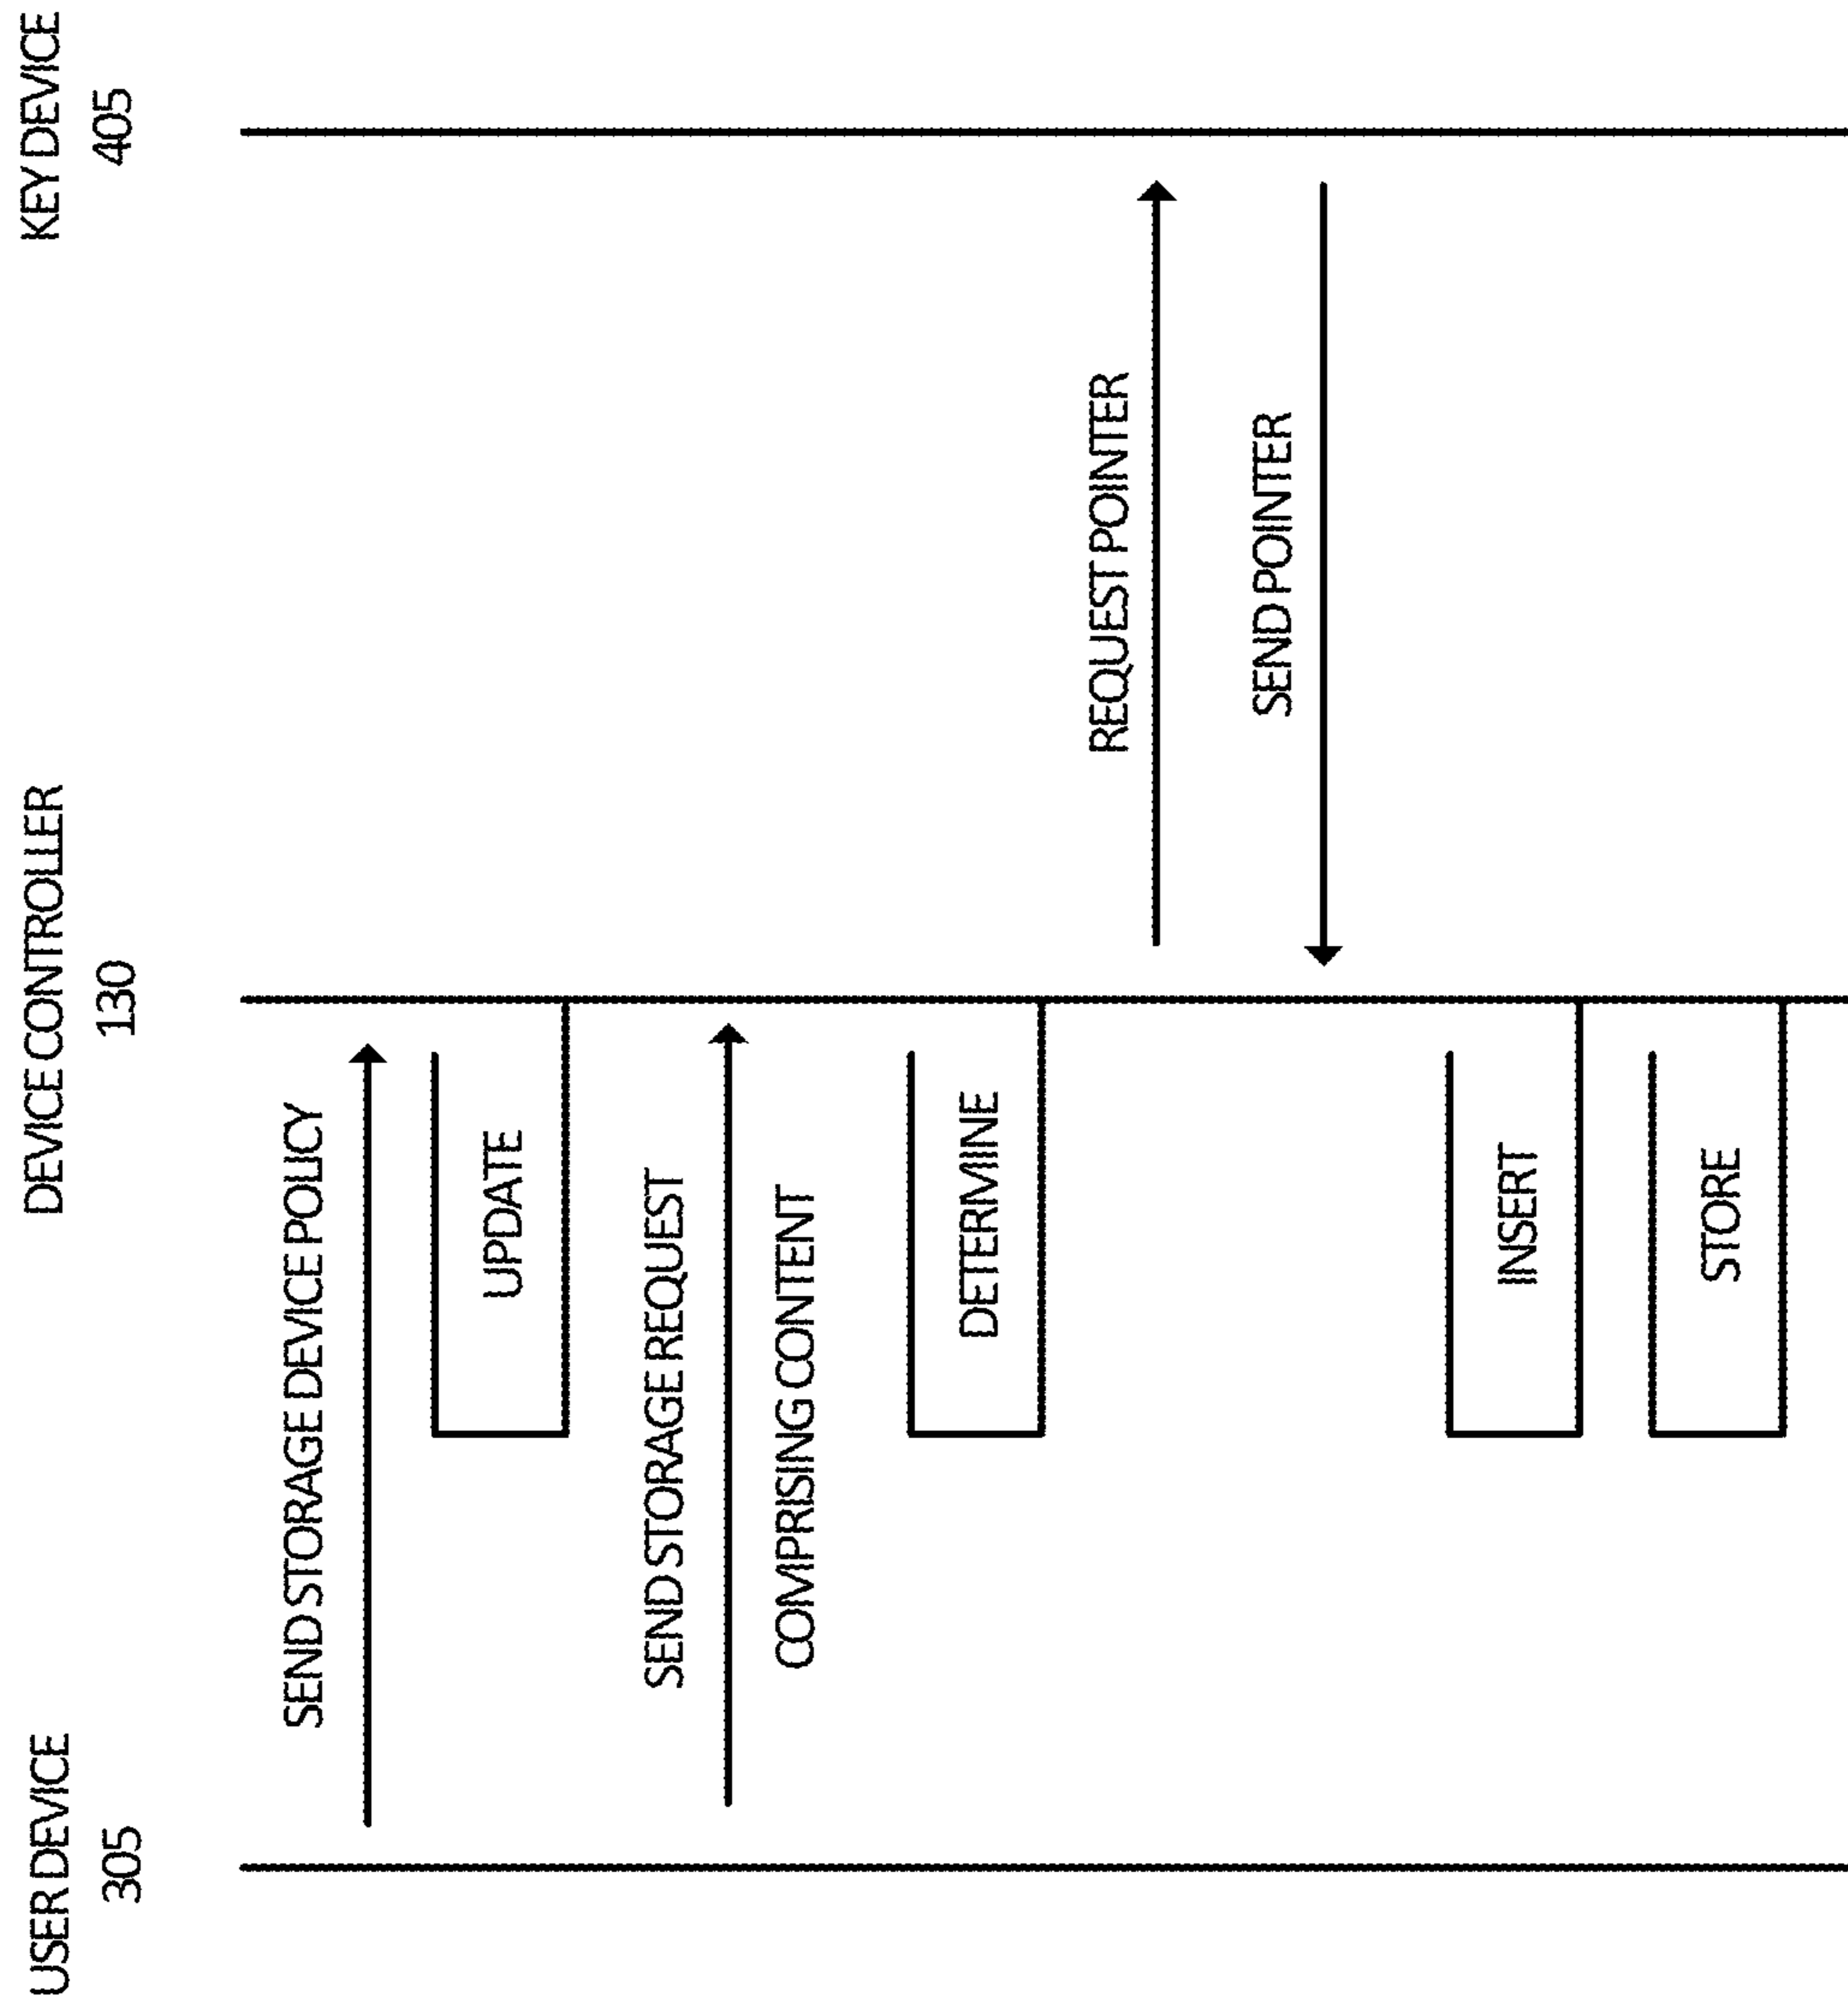 USER DEVICE
305
DEVICE CONTROLLER
130
KEY DEVICE
405
SEND STORAGE DEVICE POLICY
UPDATE
SEND STORAGE REQUEST
COMPRISING CONTENT
DETERMINE
REQUEST POINTER
SEND POINTER
INSERT
STORE